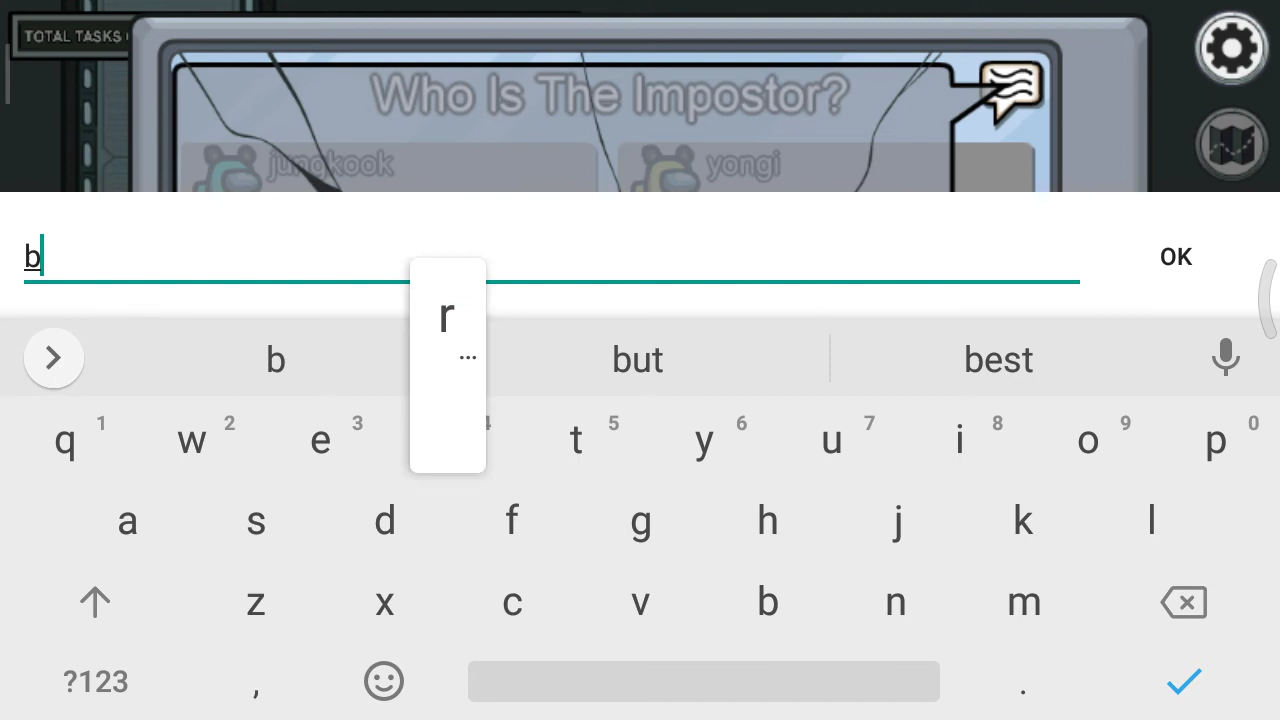 TOTAL TASKS
Who Is The Impostor?
jungkook yongi
b
OK
r
...
b but best
q 1 w 2 e 3 4 t 5 y 6 u 7 i 8 o 9 p 0
a s d f g h j k l
z x c v b n m
?123 , .